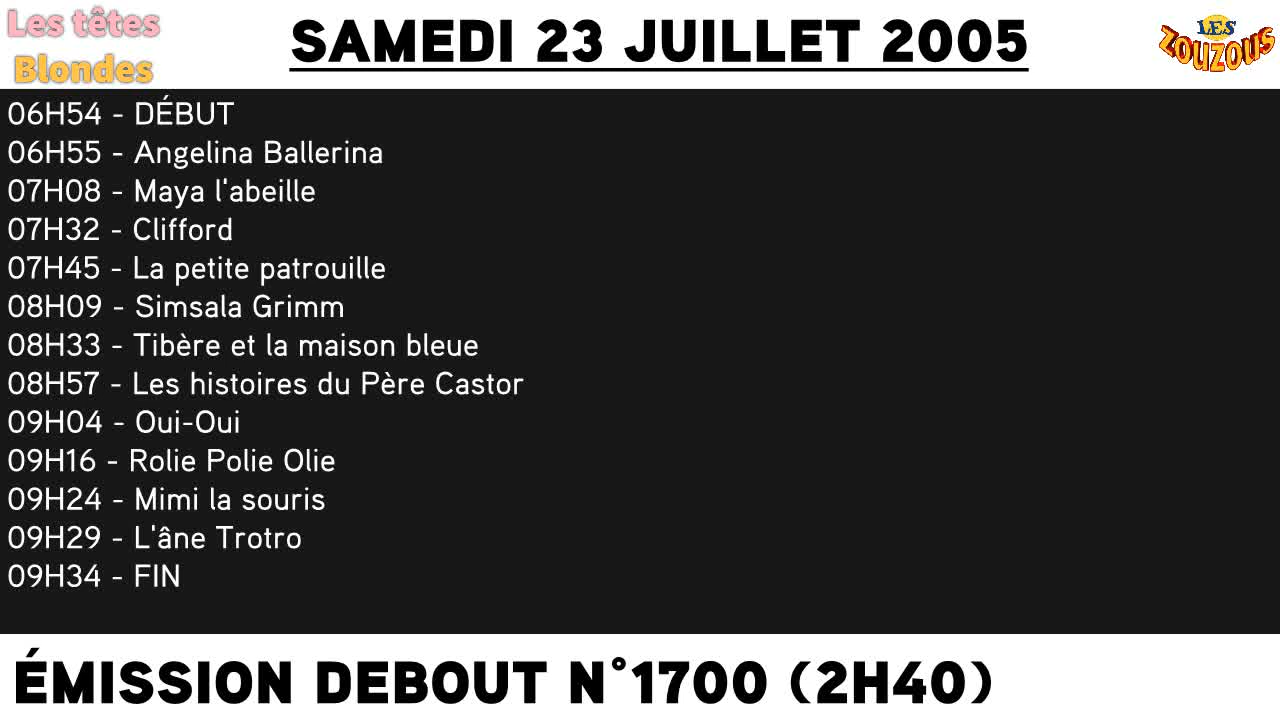 Les têtes
Blondes
SAMEDI 23 JUILLET 2005
LES
ZOUZOUS
06H54 - DÉBUT
06H55 - Angelina Ballerina
07H08 - Maya l'abeille
07H32 - Clifford
07H45 - La petite patrouille
08H09 - Simsala Grimm
08H33 - Tibère et la maison bleue
08H57 - Les histoires du Père Castor
09H04 - Oui-Oui
09H16 - Rolie Polie Olie
09H24 - Mimi la souris
09H29 - L'âne Trotro
09H34 - FIN
ÉMISSION DEBOUT N°1700 (2H40)